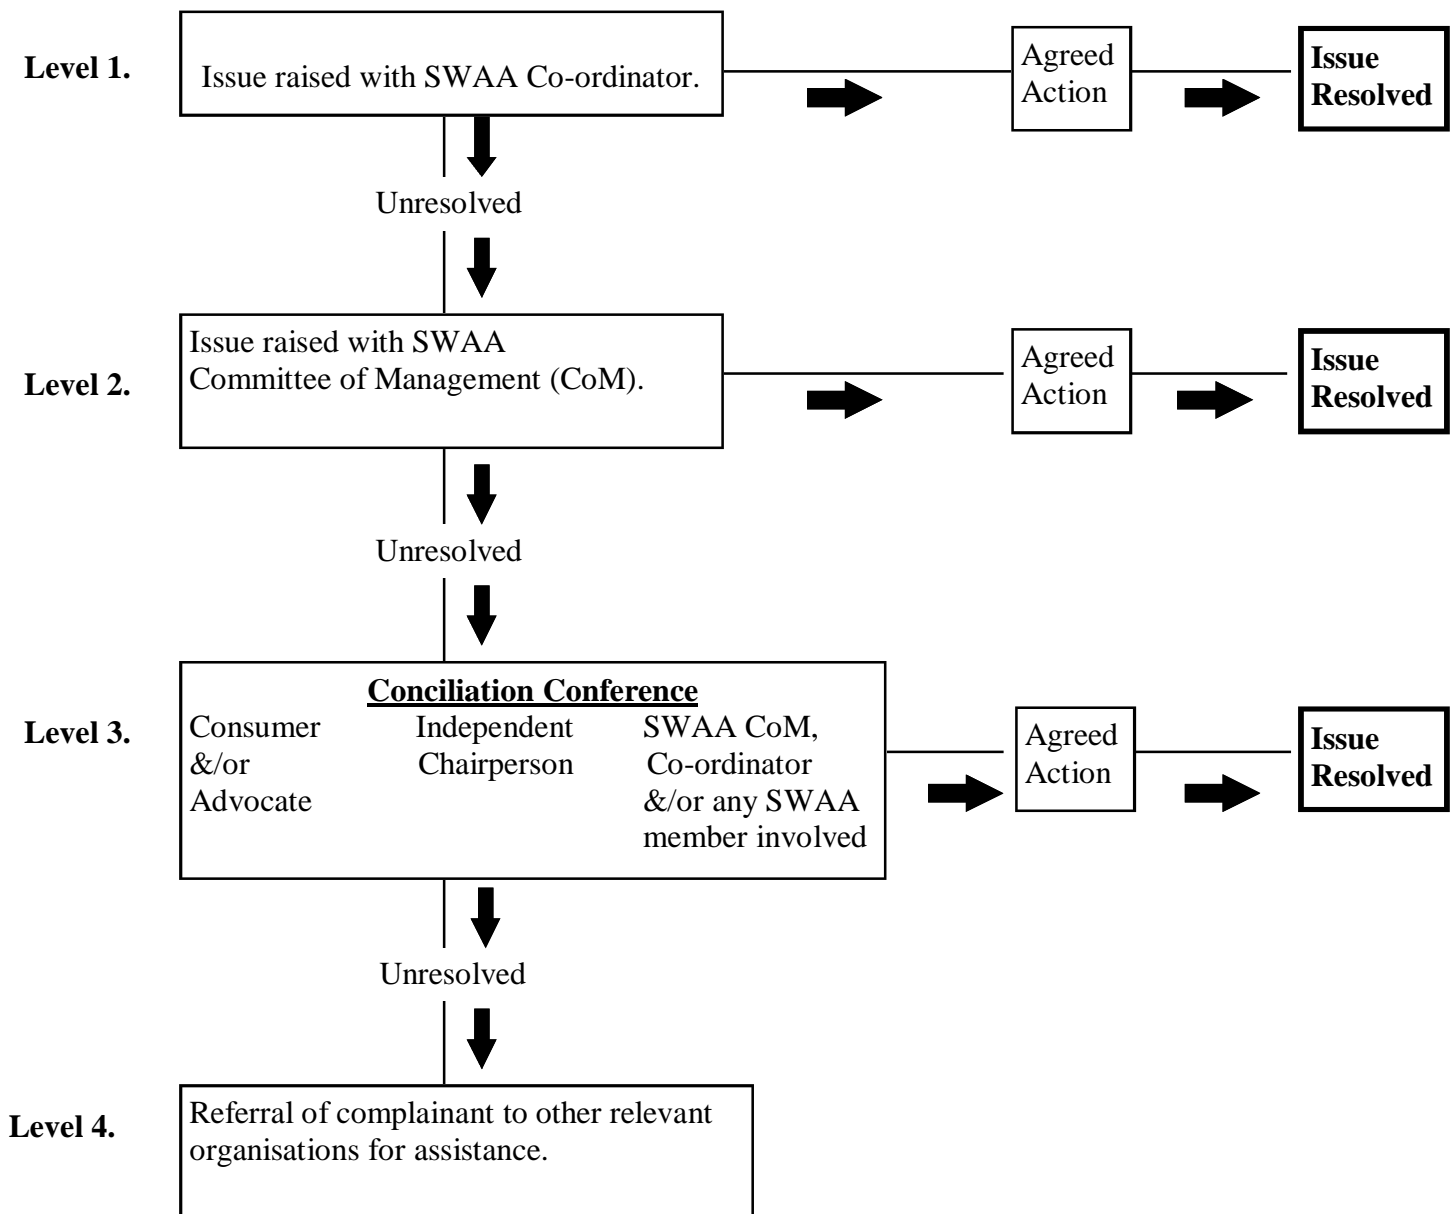 Level 1.
Issue raised with SWAA Co-ordinator.
Agreed
Action
Issue
Resolved
Unresolved
Level 2.
Issue raised with SWAA
Committee of Management (CoM).
Agreed
Action
Issue
Resolved
Unresolved
Level 3.
Conciliation Conference
Consumer Independent SWAA CoM,
&/or Chairperson Co-ordinator
Advocate &/or any SWAA
member involved
Agreed
Action
Issue
Resolved
Unresolved
Level 4.
Referral of complainant to other relevant
organisations for assistance.